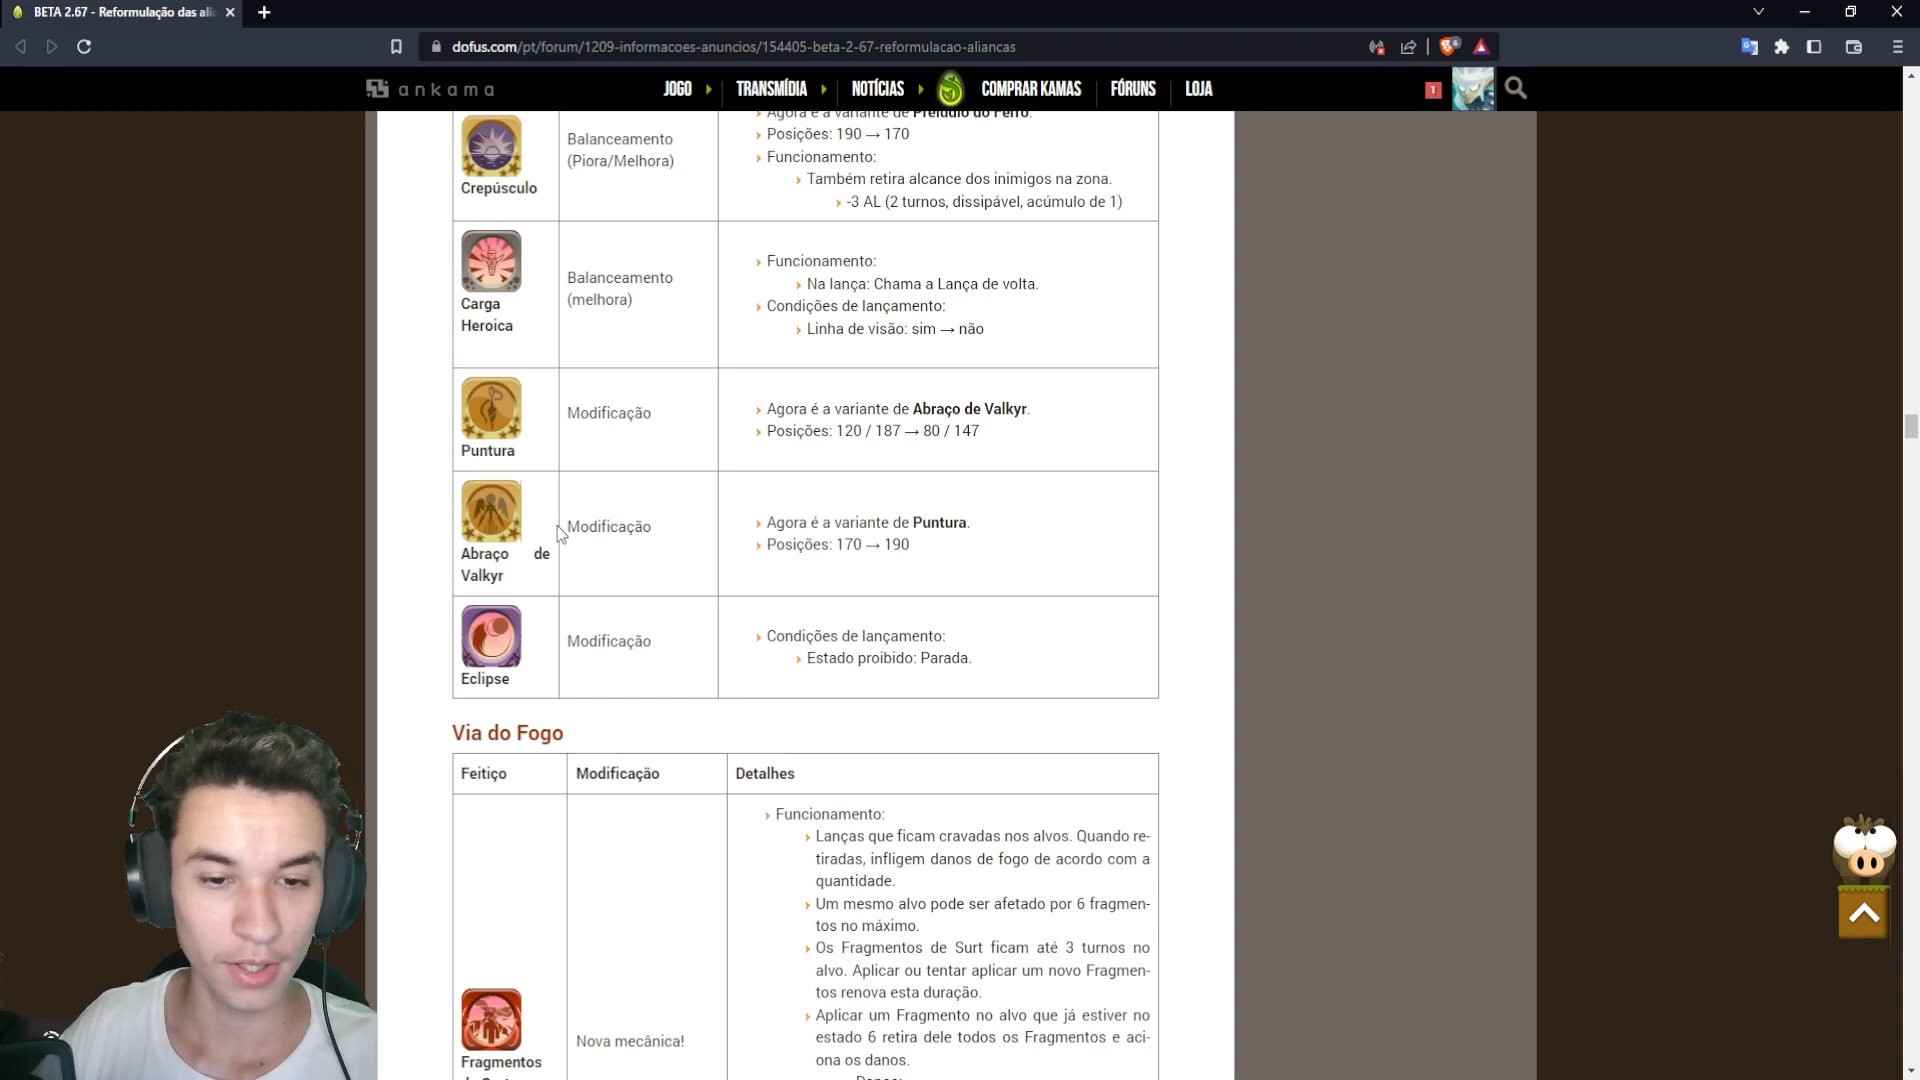 BETA 2.67 - Reformulação das alia
dofus.com/pt/forum/1209-informacoes-anuncios/154405-beta-2-67-reformulacao-aliancas
ankama
JOGO
TRANSMÍDIA
NOTÍCIAS
COMPRAR KAMAS
FÓRUNS
LOJA
1
Crepúsculo
Balanceamento
(Piora/Melhora)
Agora é a variante de Prelúdio do Ferro.
Posições: 190 → 170
Funcionamento:
Também retira alcance dos inimigos na zona.
-3 AL (2 turnos, dissipável, acúmulo de 1)
Carga
Heroica
Balanceamento
(melhora)
Funcionamento:
Na lança: Chama a Lança de volta.
Condições de lançamento:
Linha de visão: sim → não
Puntura
Modificação
Agora é a variante de Abraço de Valkyr.
Posições: 120 / 187 → 80 / 147
Abraço de
Valkyr
Modificação
Agora é a variante de Puntura.
Posições: 170 → 190
Eclipse
Modificação
Condições de lançamento:
Estado proibido: Parada.
Via do Fogo
Feitiço
Modificação
Detalhes
Fragmentos
Nova mecânica!
Funcionamento:
Lanças que ficam cravadas nos alvos. Quando re-
tiradas, infligem danos de fogo de acordo com a
quantidade.
Um mesmo alvo pode ser afetado por 6 fragmen-
tos no máximo.
Os Fragmentos de Surt ficam até 3 turnos no
alvo. Aplicar ou tentar aplicar um novo Fragmen-
tos renova esta duração.
Aplicar um Fragmento no alvo que já estiver no
estado 6 retira dele todos os Fragmentos e aci-
ona os danos.